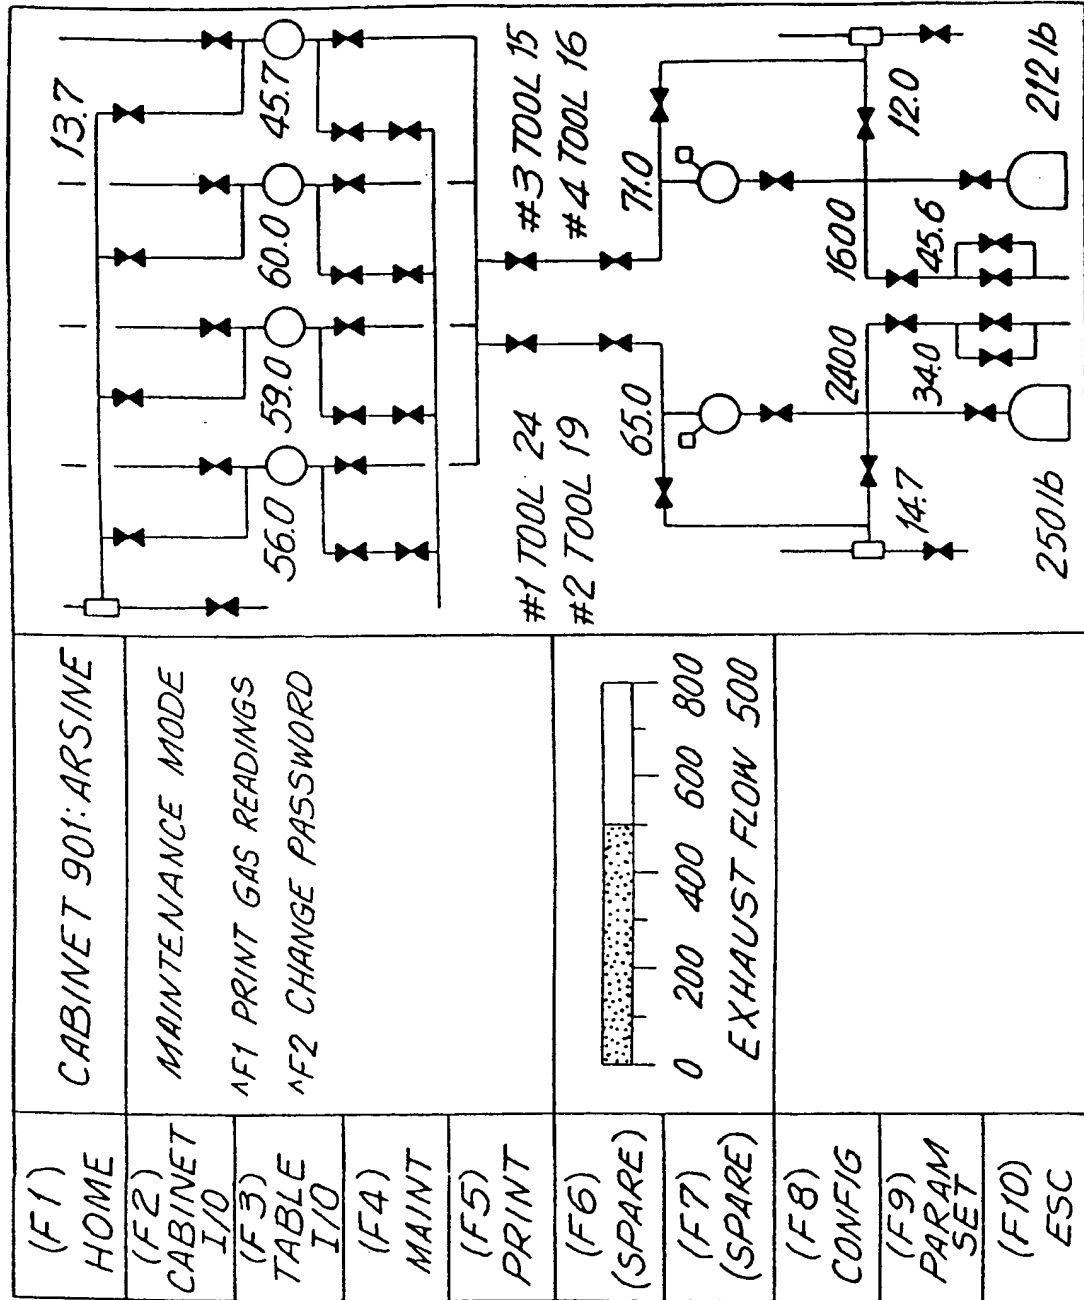 (F1)
HOME
(F2)
CABINET
I/O
(F3)
TABLE
I/O
(F4)
MAINT
(F5)
PRINT
(F6)
(SPARE)
(F7)
(SPARE)
(F8)
CONFIG
(F9)
PARAM
SET
(F10)
ESC
CABINET 901: ARSINE
MAINTENANCE MODE
^F1 PRINT GAS READINGS
^F2 CHANGE PASSWORD
0 200 400 600 800
EXHAUST FLOW 500
13.7
56.0
59.0
60.0
45.7
#1 TOOL 24
#2 TOOL 19
#3 TOOL 15
#4 TOOL 16
65.0
71.0
2400
1600
14.7
34.0
45.6
12.0
250 lb
212 lb